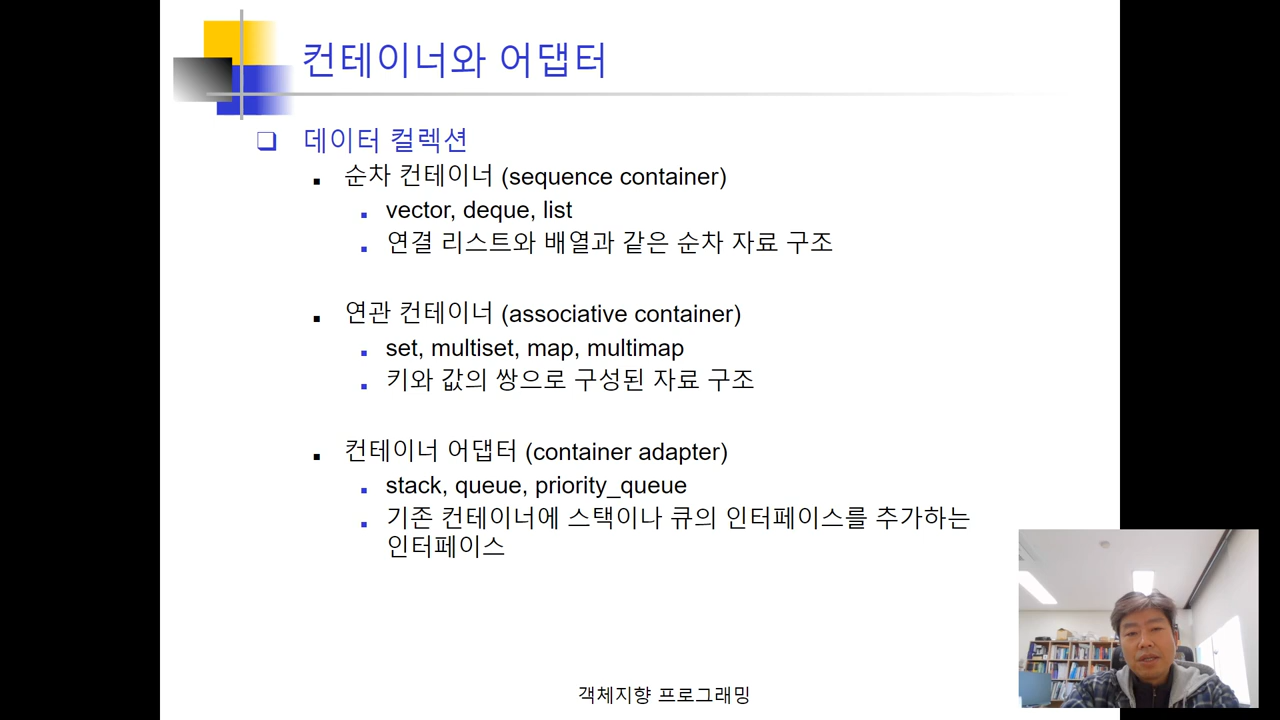 컨테이너와 어댑터
데이터 컬렉션
순차 컨테이너 (sequence container)
vector, deque, list
연결 리스트와 배열과 같은 순차 자료 구조
연관 컨테이너 (associative container)
set, multiset, map, multimap
키와 값의 쌍으로 구성된 자료 구조
컨테이너 어댑터 (container adapter)
stack, queue, priority_queue
기존 컨테이너에 스택이나 큐의 인터페이스를 추가하는
인터페이스
객체지향 프로그래밍